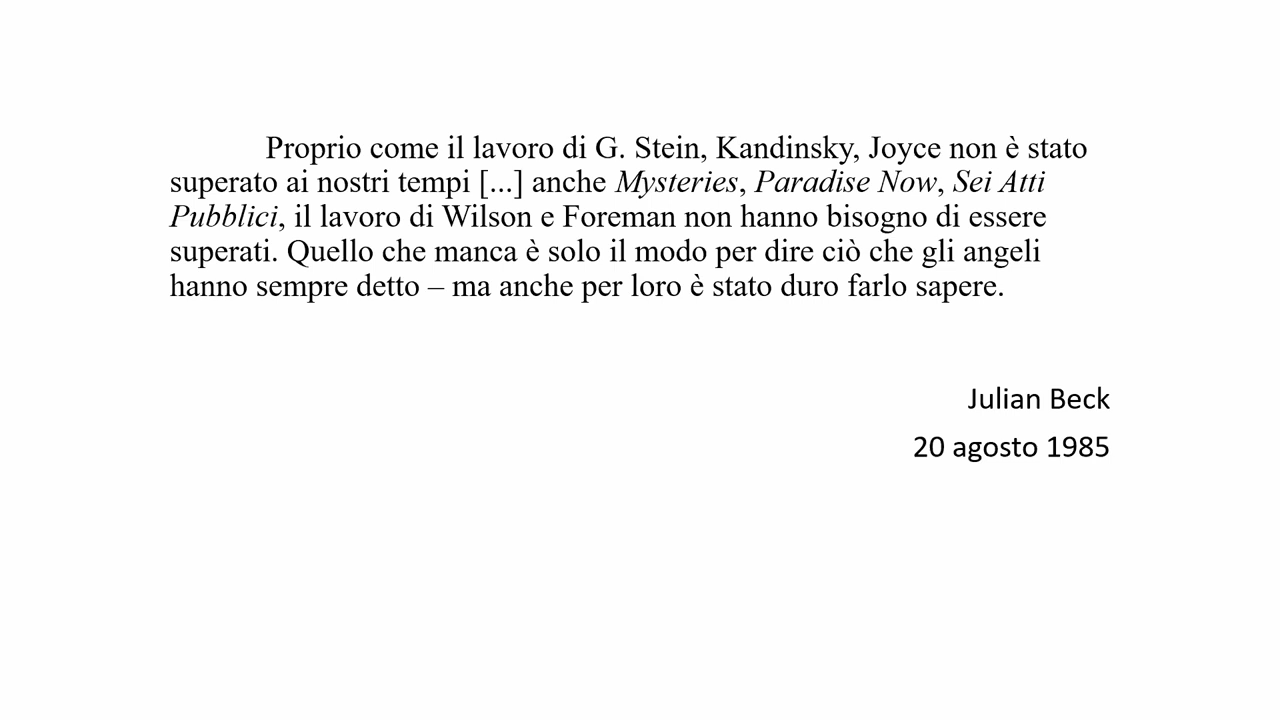 Proprio come il lavoro di G. Stein, Kandinsky, Joyce non è stato
superato ai nostri tempi [...] anche Mysteries, Paradise Now, Sei Atti
Pubblici, il lavoro di Wilson e Foreman non hanno bisogno di essere
superati. Quello che manca è solo il modo per dire ciò che gli angeli
hanno sempre detto – ma anche per loro è stato duro farlo sapere.
Julian Beck
20 agosto 1985